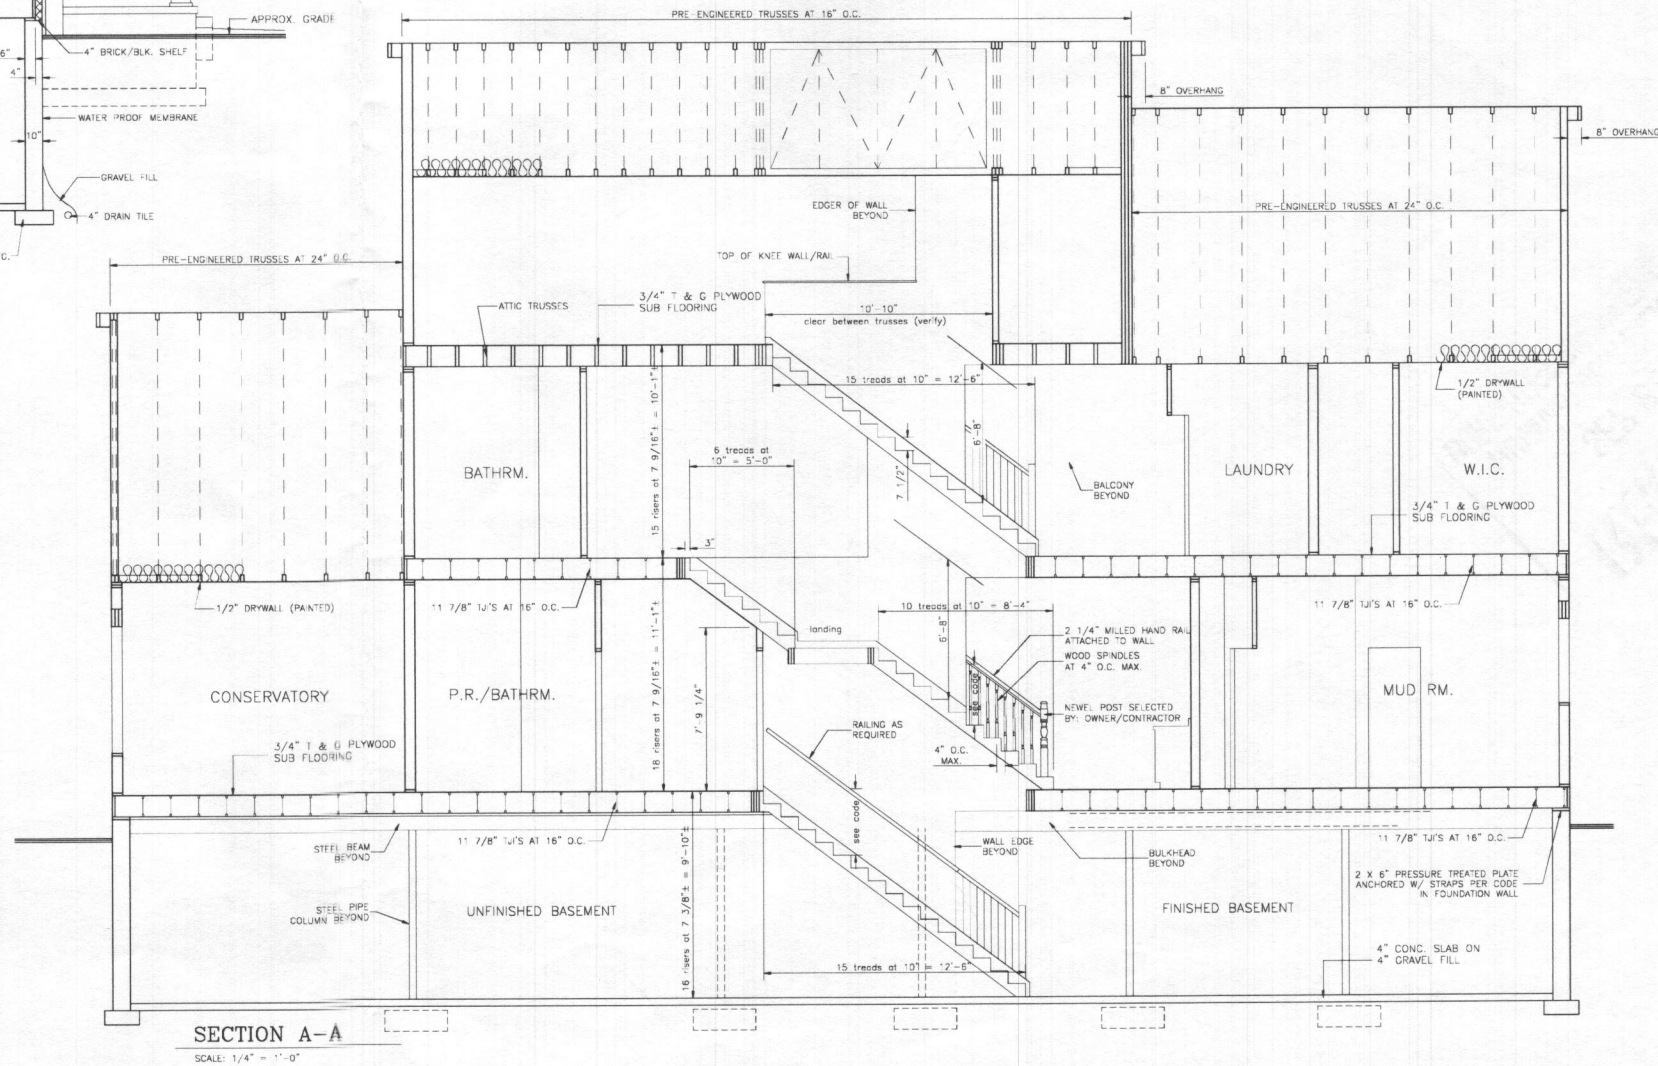 PRE-ENGINEERED TRUSSES AT 16" O.C.
APPROX. GRADE
4" BRICK/BLK. SHELF
6"
4"
WATER PROOF MEMBRANE
10"
GRAVEL FILL
4" DRAIN TILE
8" OVERHANG
8" OVERHANG
PRE-ENGINEERED TRUSSES AT 24" O.C.
EDGER OF WALL
BEYOND
TOP OF KNEE WALL/RAIL
PRE-ENGINEERED TRUSSES AT 24" O.C.
ATTIC TRUSSES
3/4" T & G PLYWOOD
SUB FLOORING
10'-10"
clear between trusses (verify)
15 treads at 10" = 12'-6"
1/2" DRYWALL
(PAINTED)
15 risers at 7 9/16"± = 10'-1"±
6 treads at
10" = 5'-0"
7 1/2"
6'-8"
BATHRM.
BALCONY
BEYOND
LAUNDRY
W.I.C.
3/4" T & G PLYWOOD
SUB FLOORING
3"
1/2" DRYWALL (PAINTED)
11 7/8" TJI'S AT 16" O.C.
10 treads at 10" = 8'-4"
11 7/8" TJI'S AT 16" O.C.
landing
6'-8"
2 1/4" MILLED HAND RAIL
ATTACHED TO WALL
WOOD SPINDLES
AT 4" O.C. MAX.
see code
NEWEL POST SELECTED
BY: OWNER/CONTRACTOR
CONSERVATORY
P.R./BATHRM.
18 risers at 7 9/16"± = 11'-1"±
7'-9 1/4"
MUD RM.
RAILING AS
REQUIRED
4" O.C.
MAX.
3/4" T & G PLYWOOD
SUB FLOORING
see code
STEEL BEAM
BEYOND
11 7/8" TJI'S AT 16" O.C.
WALL EDGE
BEYOND
BULKHEAD
BEYOND
11 7/8" TJI'S AT 16" O.C.
2 X 6" PRESSURE TREATED PLATE
ANCHORED W/ STRAPS PER CODE
IN FOUNDATION WALL
STEEL PIPE
COLUMN BEYOND
UNFINISHED BASEMENT
16 risers at 7 3/8"± = 9'-10"±
FINISHED BASEMENT
4" CONC. SLAB ON
4" GRAVEL FILL
15 treads at 10" = 12'-6"
SECTION A-A
SCALE: 1/4" = 1'-0"